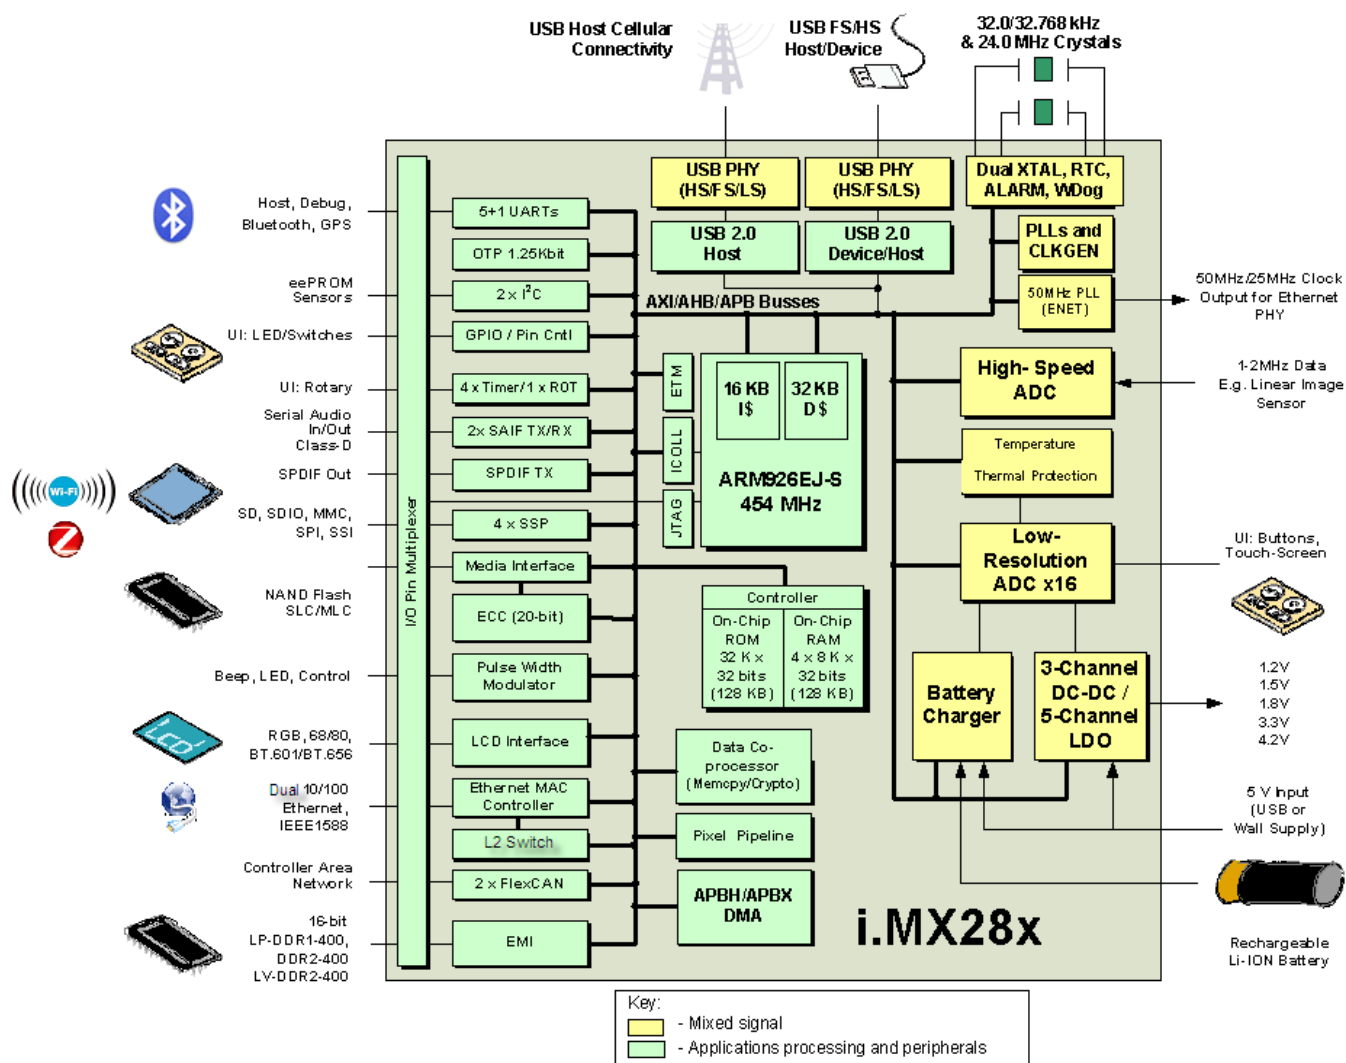 USB Host Cellular
Connectivity
USB FS/HS
Host/Device
32.0/32.768 kHz
& 24.0 MHz Crystals
USB PHY
(HS/FS/LS)
USB PHY
(HS/FS/LS)
Dual XTAL, RTC,
ALARM, WDog
USB 2.0
Host
USB 2.0
Device/Host
PLLs and
CLKGEN
50MHz PLL
(ENET)
50MHz/25MHz Clock
Output for Ethernet
PHY
AXI/AHB/APB Busses
Host, Debug,
Bluetooth, GPS
5+1 UARTs
OTP 1.25Kbit
eePROM
Sensors
2 x I²C
UI: LED/Switches
GPIO / Pin Cntl
UI: Rotary
4 x Timer/1 x ROT
Serial Audio
In/Out
Class-D
2x SAIF TX/RX
SPDIF Out
SPDIF TX
Wi-Fi
SD, SDIO, MMC,
SPI, SSI
4 x SSP
Media Interface
NAND Flash
SLC/MLC
ECC (20-bit)
Beep, LED, Control
Pulse Width
Modulator
LCD
RGB, 68/80,
BT.601/BT.656
LCD Interface
Dual 10/100
Ethernet,
IEEE1588
Ethernet MAC
Controller
L2 Switch
Controller Area
Network
2 x FlexCAN
16-bit
LP-DDR1-400,
DDR2-400
LV-DDR2-400
EMI
I/O Pin Multiplexer
ETM
ICOLL
JTAG
16 KB
I$
32 KB
D$
ARM926EJ-S
454 MHz
Controller
On-Chip
ROM
32 K x
32 bits
(128 KB)
On-Chip
RAM
4 x 8 K x
32 bits
(128 KB)
Data Co-
processor
(Memcpy/Crypto)
Pixel Pipeline
APBH/APBX
DMA
High- Speed
ADC
1-2MHz Data
E.g. Linear Image
Sensor
Temperature
Thermal Protection
Low-
Resolution
ADC x16
UI: Buttons,
Touch-Screen
Battery
Charger
3-Channel
DC-DC /
5-Channel
LDO
1.2V
1.5V
1.8V
3.3V
4.2V
5 V Input
(USB or
Wall Supply)
Rechargeable
Li-ION Battery
i.MX28x
Key:
- Mixed signal
- Applications processing and peripherals